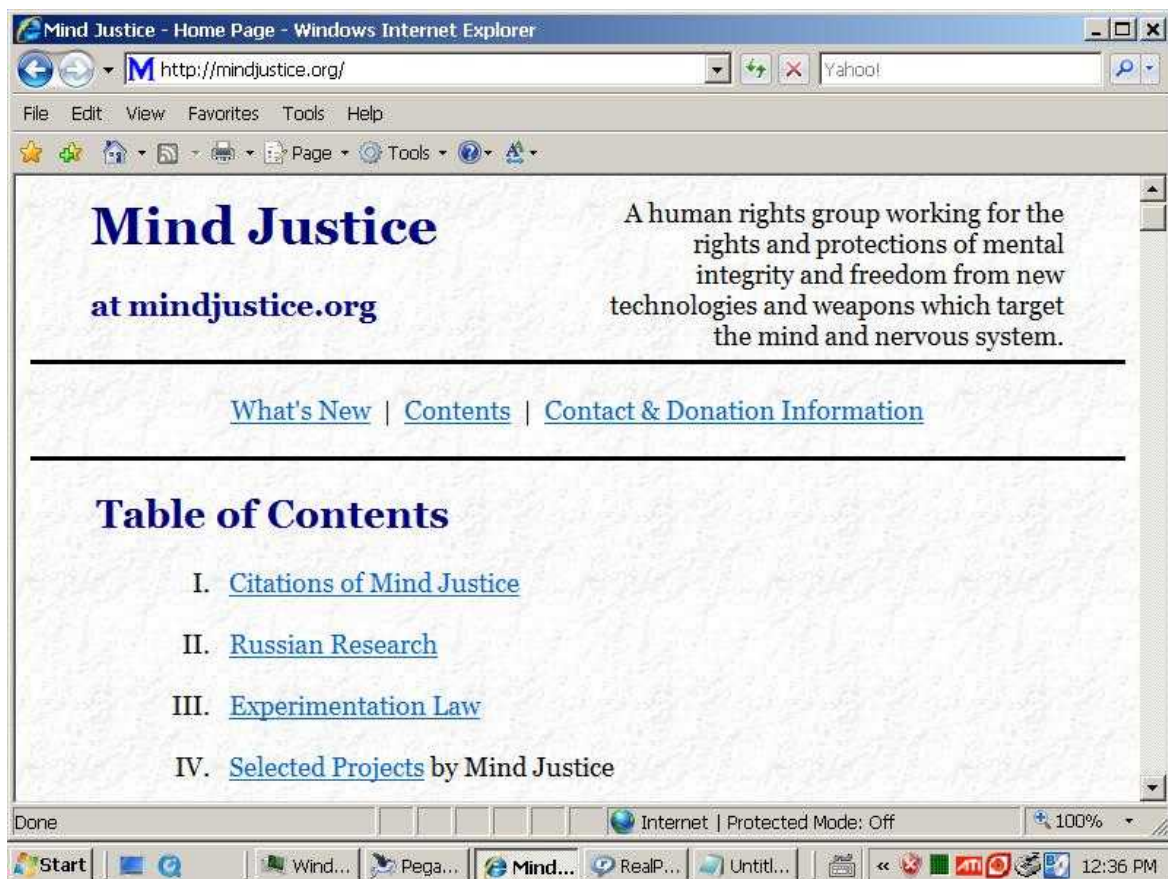 Mind Justice - Home Page - Windows Internet Explorer
http://mindjustice.org/
Yahoo!
File Edit View Favorites Tools Help
Page Tools
Mind Justice
at mindjustice.org
A human rights group working for the
rights and protections of mental
integrity and freedom from new
technologies and weapons which target
the mind and nervous system.
What's New | Contents | Contact & Donation Information
Table of Contents
I. Citations of Mind Justice
II. Russian Research
III. Experimentation Law
IV. Selected Projects by Mind Justice
Done
Internet | Protected Mode: Off
100%
Start Wind... Pega... Mind... RealP... Untitl... « ATI 12:36 PM